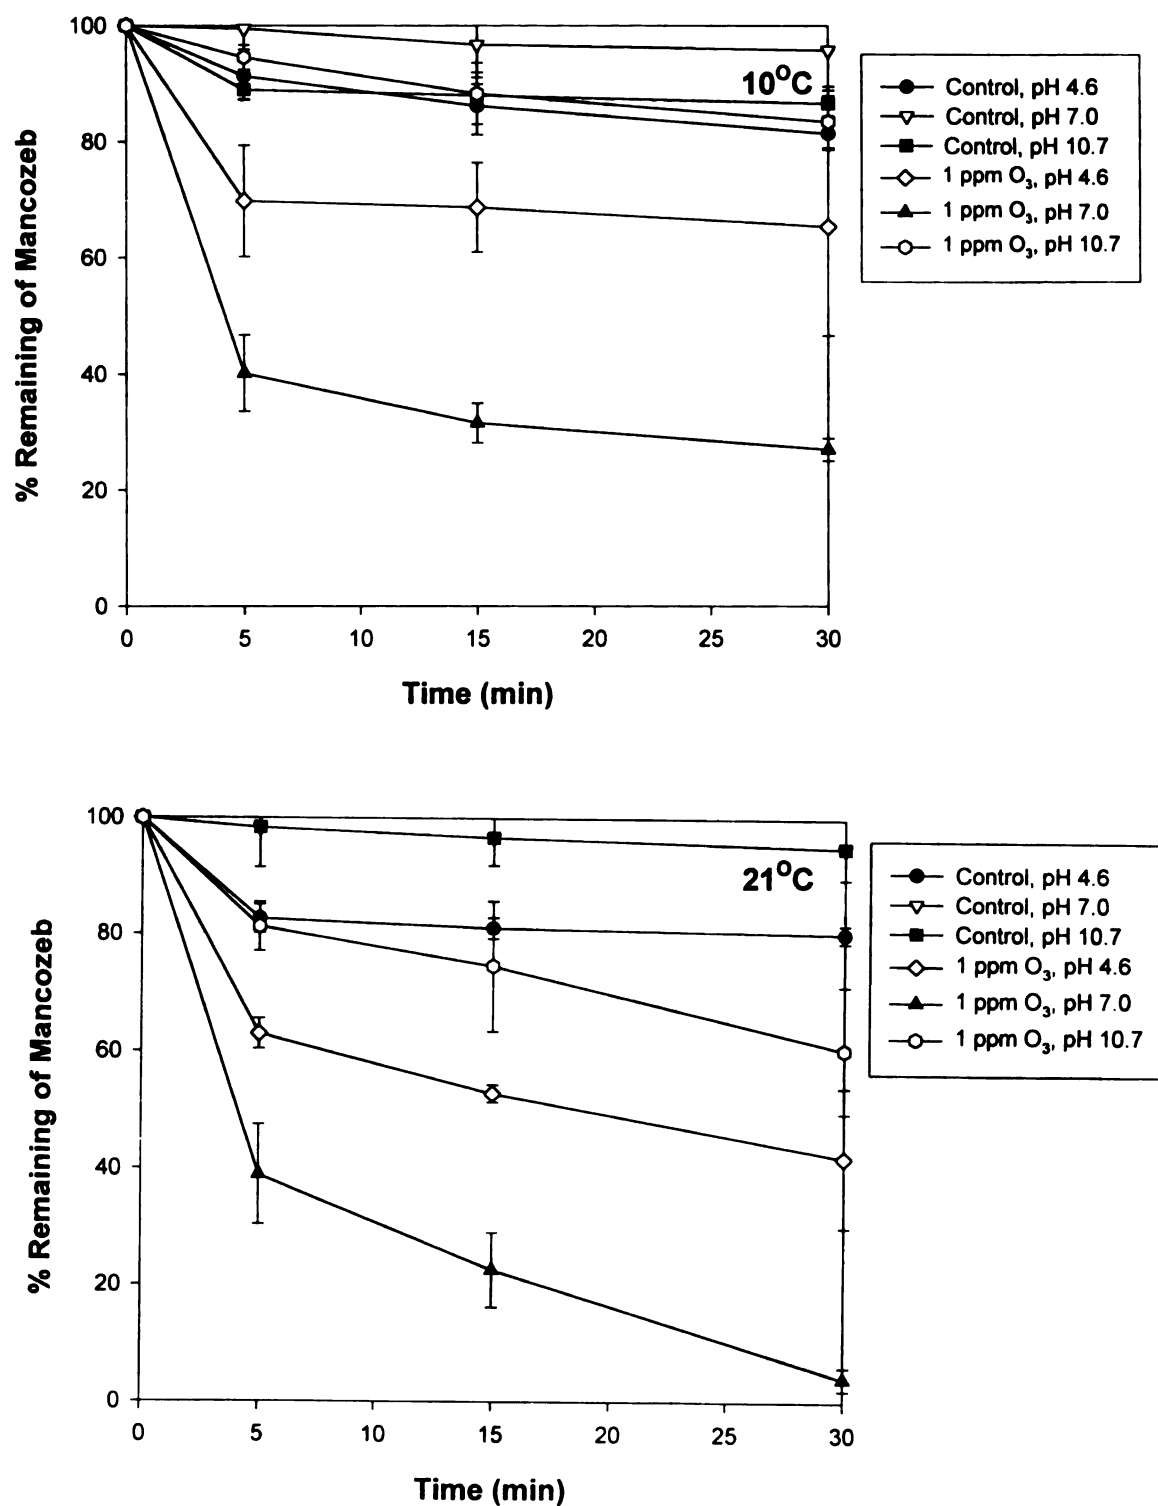 100
80
60
40
20
0
% Remaining of Mancozeb
10°C
0 5 10 15 20 25 30
Time (min)
Control, pH 4.6
Control, pH 7.0
Control, pH 10.7
1 ppm O₃, pH 4.6
1 ppm O₃, pH 7.0
1 ppm O₃, pH 10.7
100
80
60
40
20
0
% Remaining of Mancozeb
21°C
0 5 10 15 20 25 30
Time (min)
Control, pH 4.6
Control, pH 7.0
Control, pH 10.7
1 ppm O₃, pH 4.6
1 ppm O₃, pH 7.0
1 ppm O₃, pH 10.7